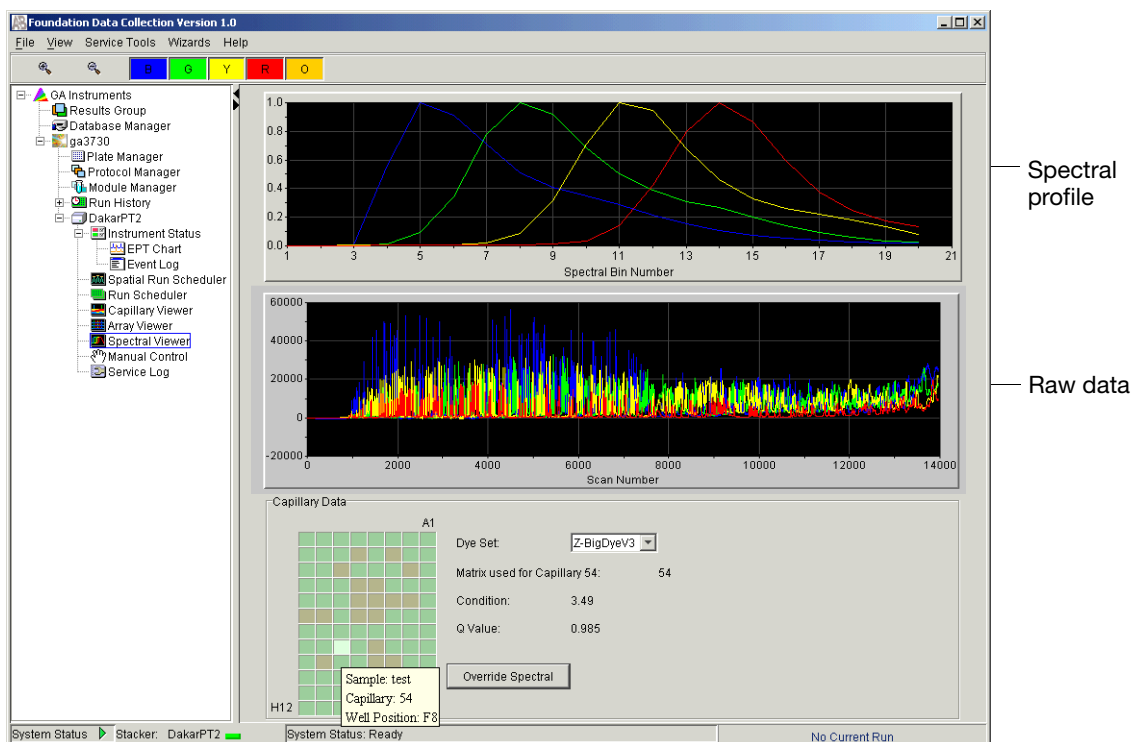 Foundation Data Collection Version 1.0
File View Service Tools Wizards Help
B G Y R O
GA Instruments
Results Group
Database Manager
ga3730
Plate Manager
Protocol Manager
Module Manager
Run History
DakarPT2
Instrument Status
EPT Chart
Event Log
Spatial Run Scheduler
Run Scheduler
Capillary Viewer
Array Viewer
Spectral Viewer
Manual Control
Service Log
1.0
0.8
0.6
0.4
0.2
0.0
1 3 5 7 9 11 13 15 17 19 21
Spectral Bin Number
Spectral
profile
60000
40000
20000
0
-20000
0 2000 4000 6000 8000 10000 12000 14000
Scan Number
Raw data
Capillary Data
A1
H12
Dye Set: Z-BigDyeV3
Matrix used for Capillary 54: 54
Condition: 3.49
Q Value: 0.985
Override Spectral
Sample: test
Capillary: 54
Well Position: F8
System Status Stacker: DakarPT2 System Status: Ready No Current Run